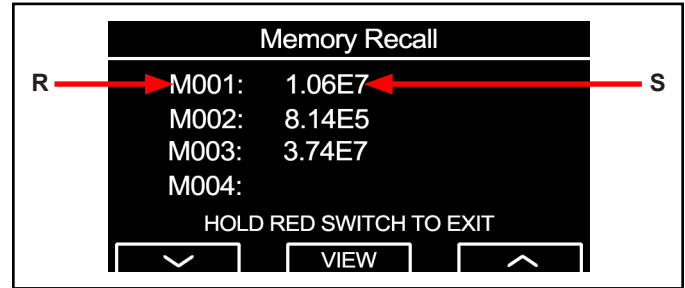 Memory Recall
R M001: 1.06E7 S
M002: 8.14E5
M003: 3.74E7
M004:
HOLD RED SWITCH TO EXIT
VIEW